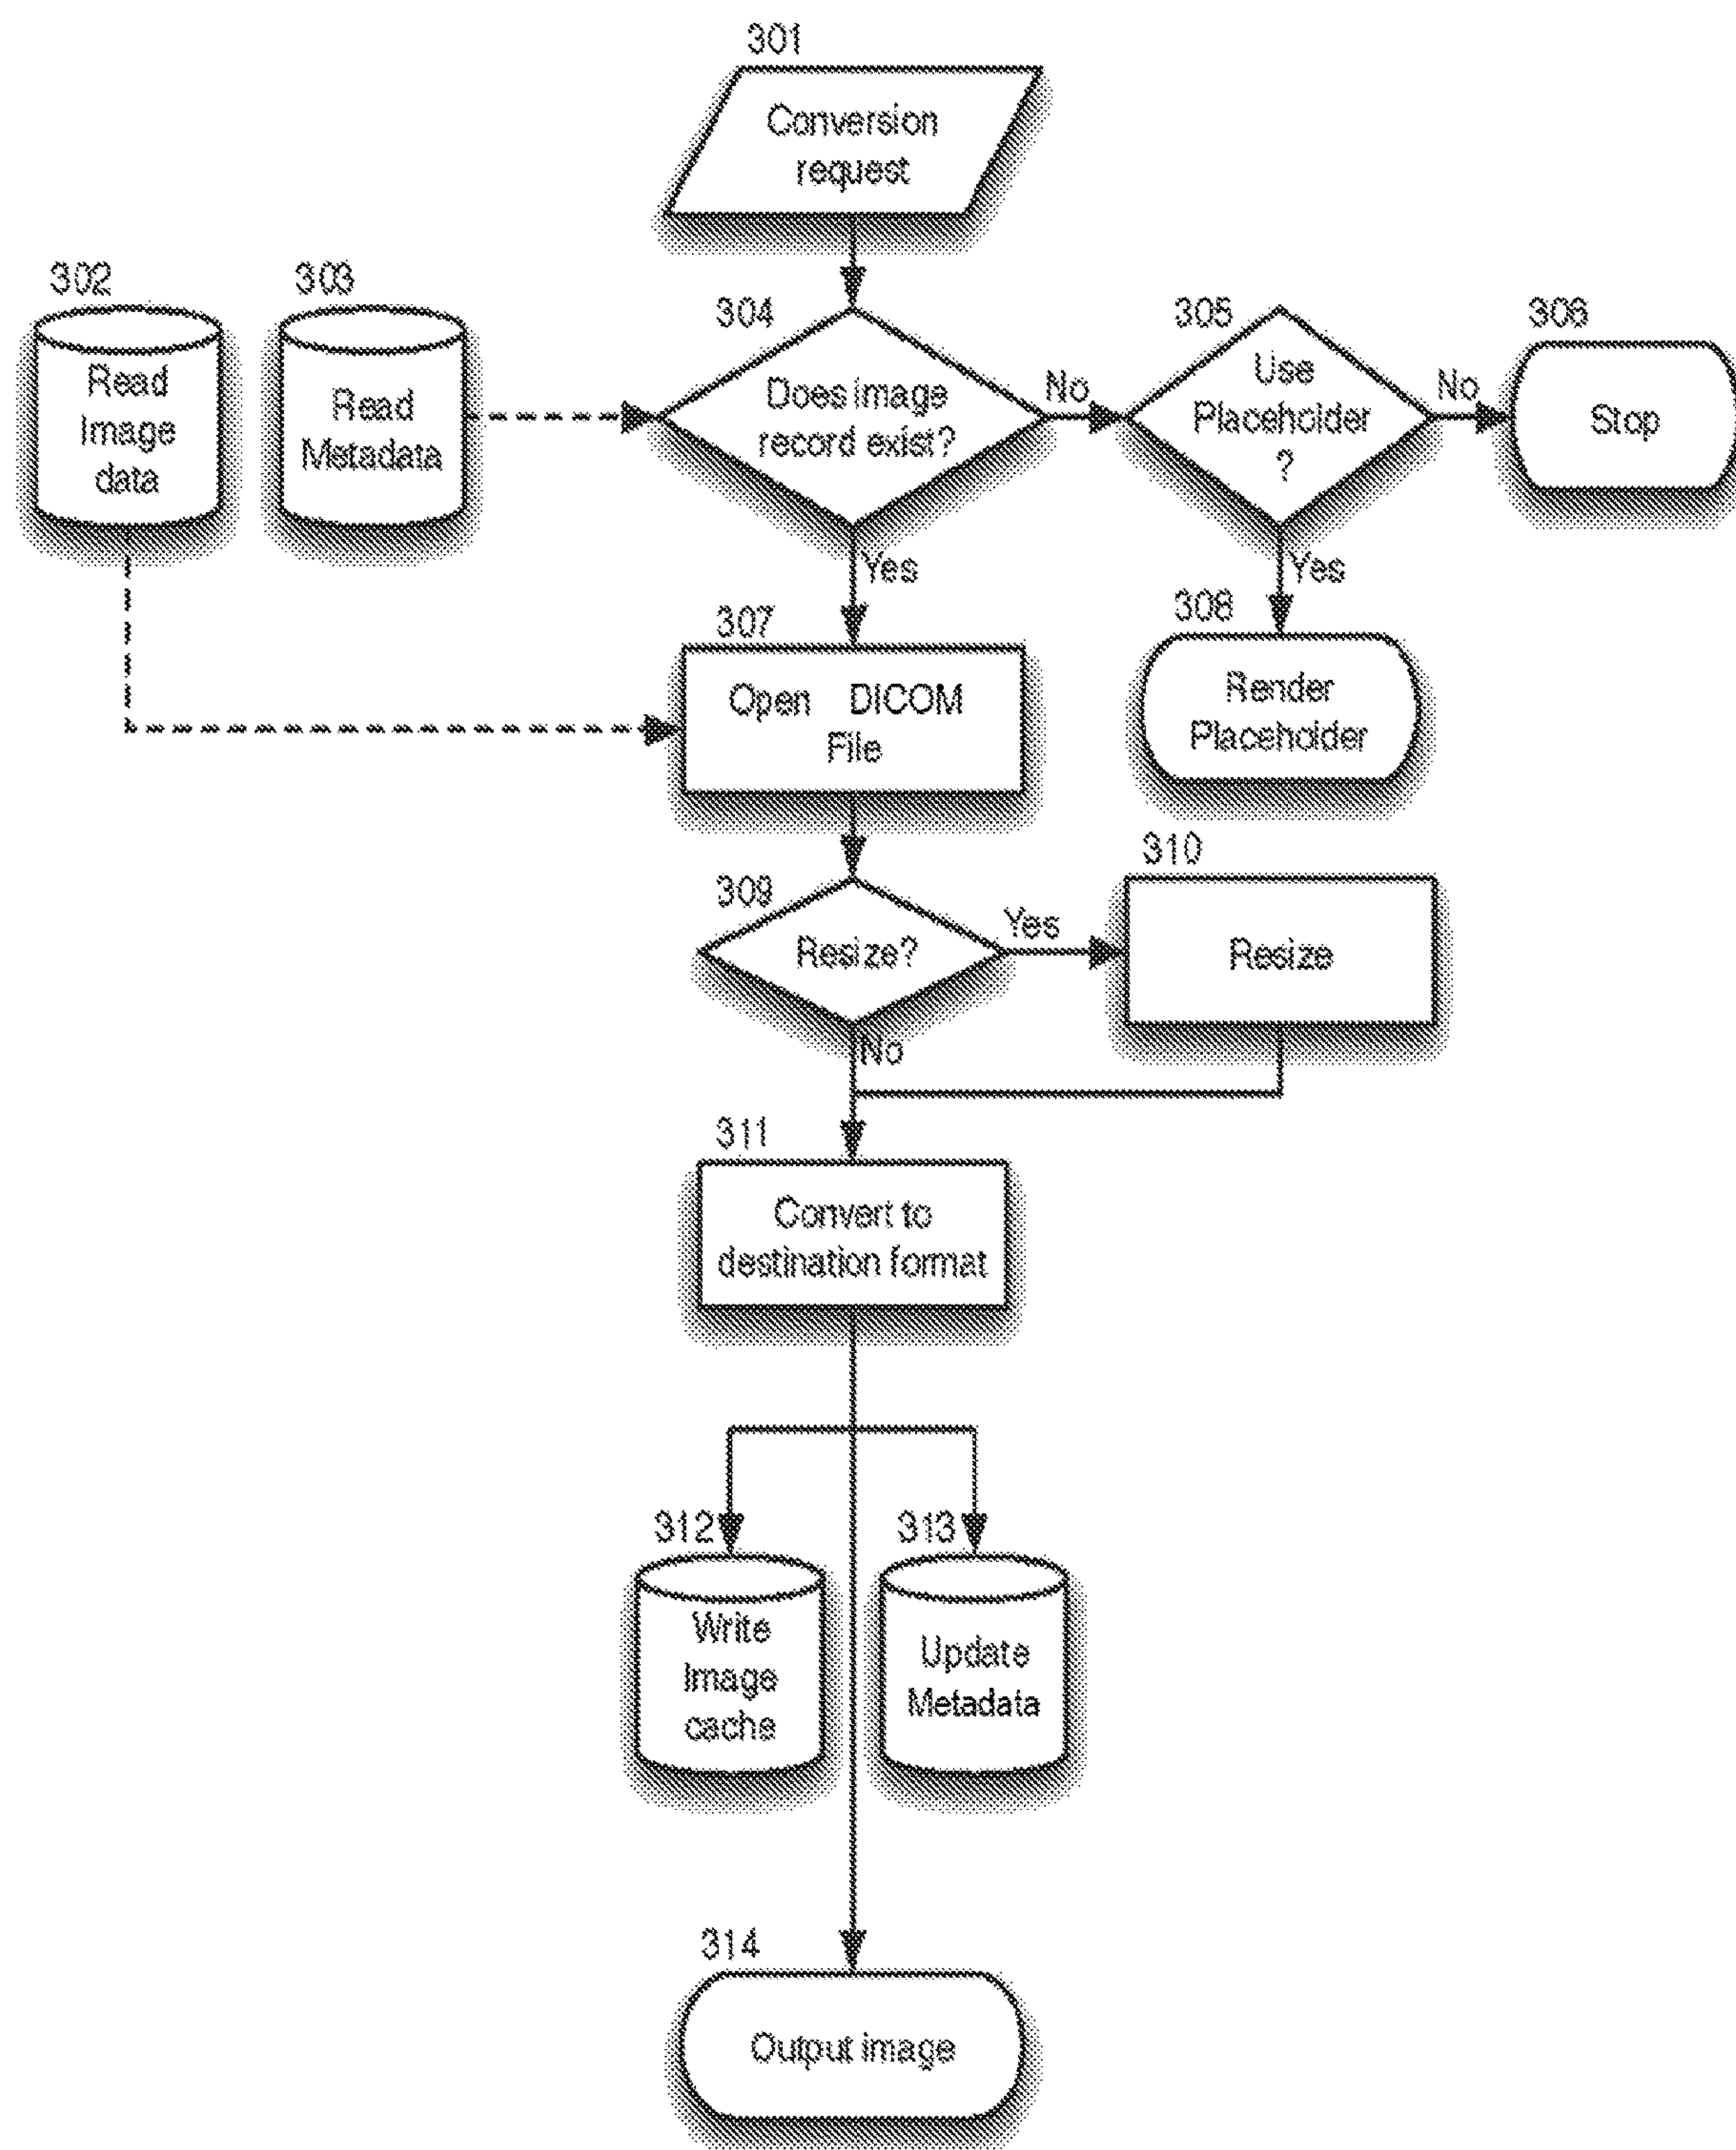 301
Conversion
request
302
Read
Image
data
303
Read
Metadata
304
Does image
record exist?
No
305
Use
Placeholder
?
No
306
Stop
Yes
Yes
307
Open DICOM
File
308
Render
Placeholder
309
Resize?
Yes
310
Resize
No
311
Convert to
destination format
312
Write
Image
cache
313
Update
Metadata
314
Output image